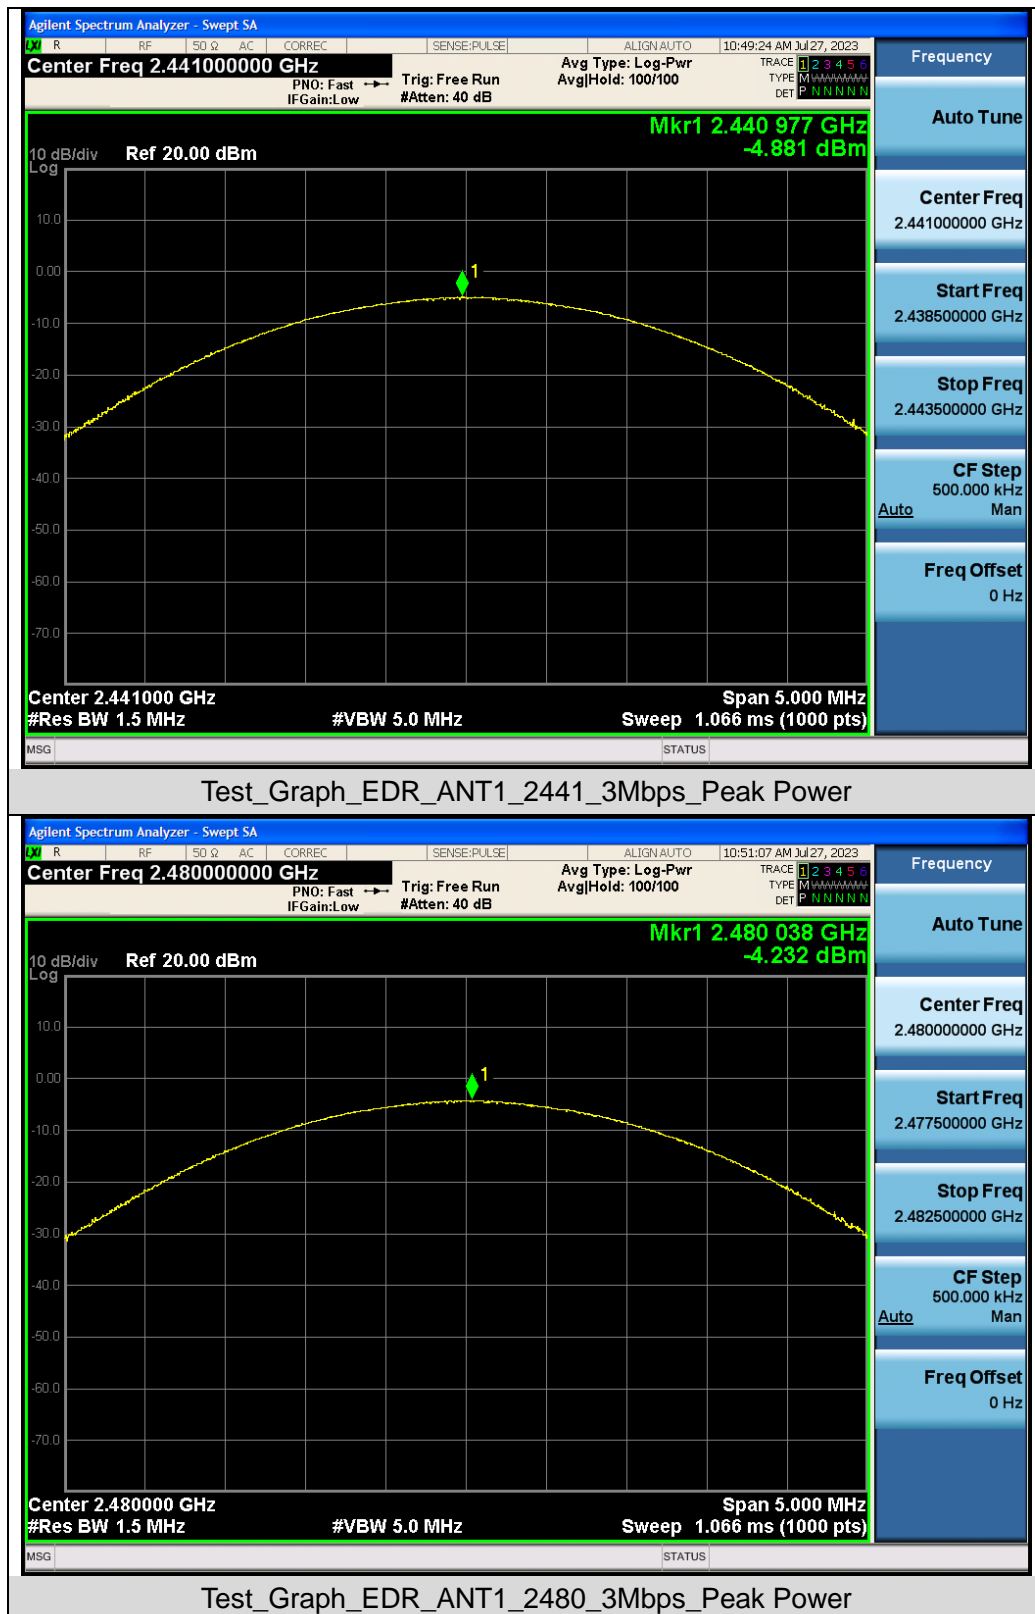 Agilent Spectrum Analyzer - Swept SA
LXI R RF 50 Ω AC CORREC SENSE:PULSE ALIGN AUTO 10:49:24 AM Jul 27, 2023
Center Freq 2.441000000 GHz
PNO: Fast
IFGain:Low
Trig: Free Run
#Atten: 40 dB
Avg Type: Log-Pwr
Avg|Hold: 100/100
TRACE 1 2 3 4 5 6
TYPE M WWWWW
DET P N N N N N
Mkr1 2.440 977 GHz
-4.881 dBm
10 dB/div Ref 20.00 dBm
Log
10.0
0.00
1
-10.0
-20.0
-30.0
-40.0
-50.0
-60.0
-70.0
Center 2.441000 GHz Span 5.000 MHz
#Res BW 1.5 MHz #VBW 5.0 MHz Sweep 1.066 ms (1000 pts)
MSG STATUS
Frequency
Auto Tune
Center Freq
2.441000000 GHz
Start Freq
2.438500000 GHz
Stop Freq
2.443500000 GHz
CF Step
500.000 kHz
Auto Man
Freq Offset
0 Hz
Test_Graph_EDR_ANT1_2441_3Mbps_Peak Power
Agilent Spectrum Analyzer - Swept SA
LXI R RF 50 Ω AC CORREC SENSE:PULSE ALIGN AUTO 10:51:07 AM Jul 27, 2023
Center Freq 2.480000000 GHz
PNO: Fast
IFGain:Low
Trig: Free Run
#Atten: 40 dB
Avg Type: Log-Pwr
Avg|Hold: 100/100
TRACE 1 2 3 4 5 6
TYPE M WWWWW
DET P N N N N N
Mkr1 2.480 038 GHz
-4.232 dBm
10 dB/div Ref 20.00 dBm
Log
10.0
0.00
1
-10.0
-20.0
-30.0
-40.0
-50.0
-60.0
-70.0
Center 2.480000 GHz Span 5.000 MHz
#Res BW 1.5 MHz #VBW 5.0 MHz Sweep 1.066 ms (1000 pts)
MSG STATUS
Frequency
Auto Tune
Center Freq
2.480000000 GHz
Start Freq
2.477500000 GHz
Stop Freq
2.482500000 GHz
CF Step
500.000 kHz
Auto Man
Freq Offset
0 Hz
Test_Graph_EDR_ANT1_2480_3Mbps_Peak Power